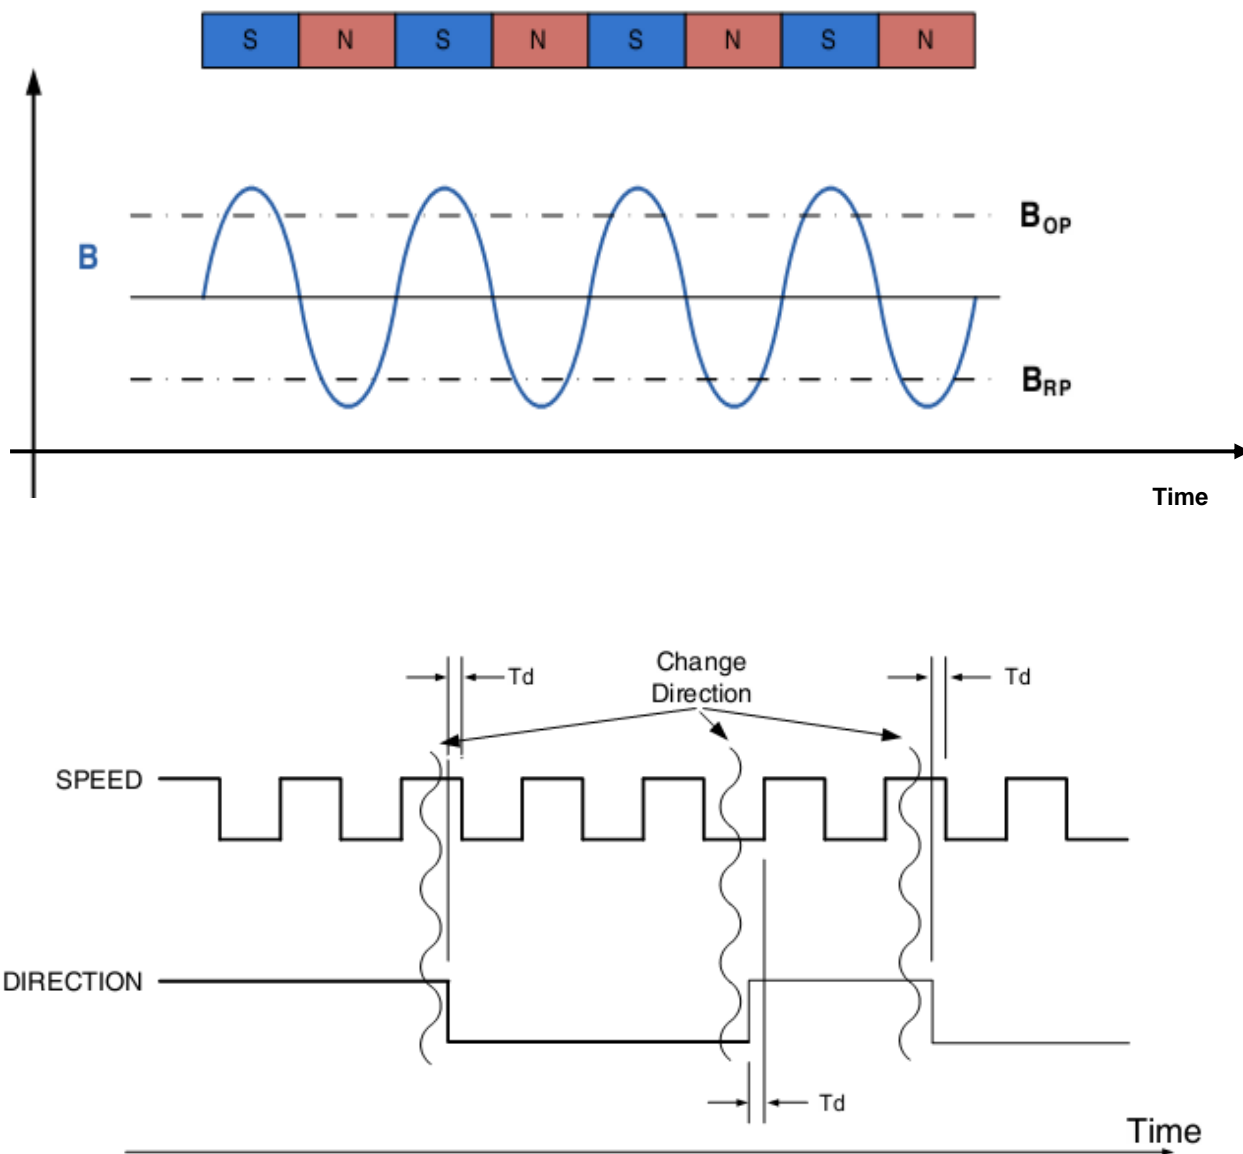 S N S N S N S N
B
BOP
BRP
Time
Change
Direction
Td
Td
SPEED
DIRECTION
Td
Time